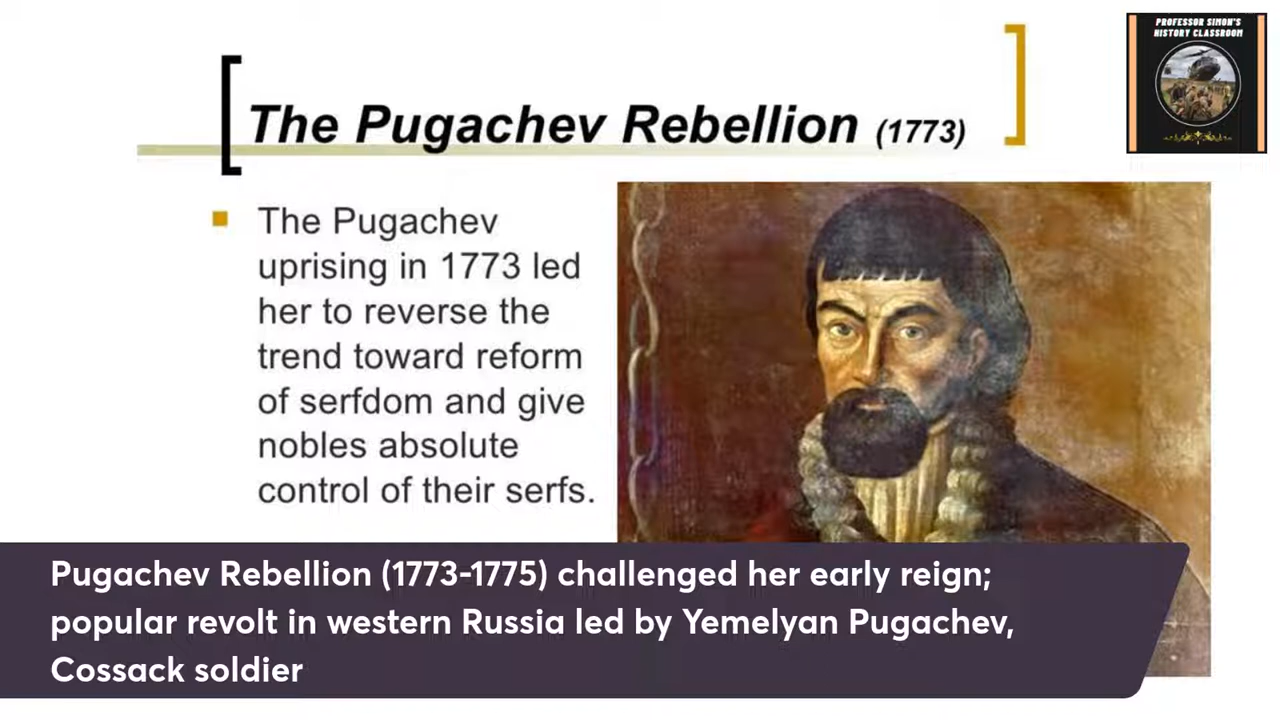 PROFESSOR SIMON'S
HISTORY CLASSROOM
The Pugachev Rebellion (1773)
The Pugachev
uprising in 1773 led
her to reverse the
trend toward reform
of serfdom and give
nobles absolute
control of their serfs.
Pugachev Rebellion (1773-1775) challenged her early reign;
popular revolt in western Russia led by Yemelyan Pugachev,
Cossack soldier